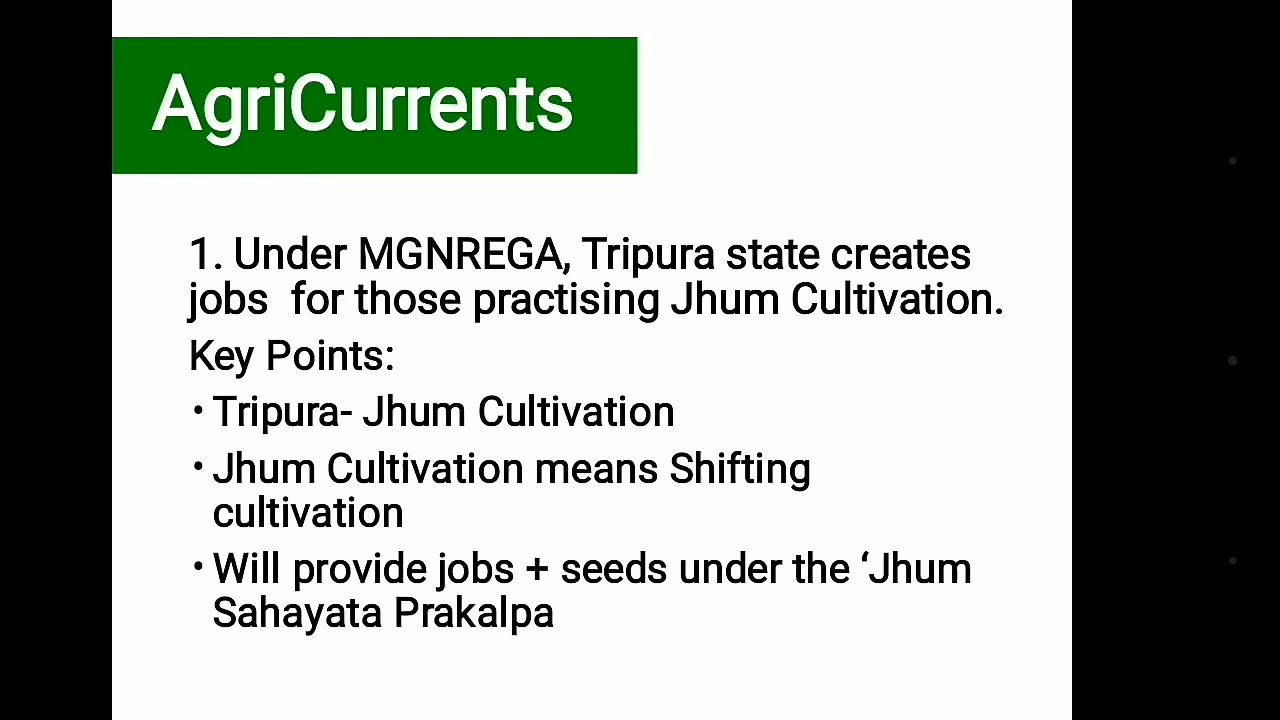 AgriCurrents
1. Under MGNREGA, Tripura state creates
jobs  for those practising Jhum Cultivation.
Key Points:
• Tripura- Jhum Cultivation
• Jhum Cultivation means Shifting
cultivation
• Will provide jobs + seeds under the ‘Jhum
Sahayata Prakalpa